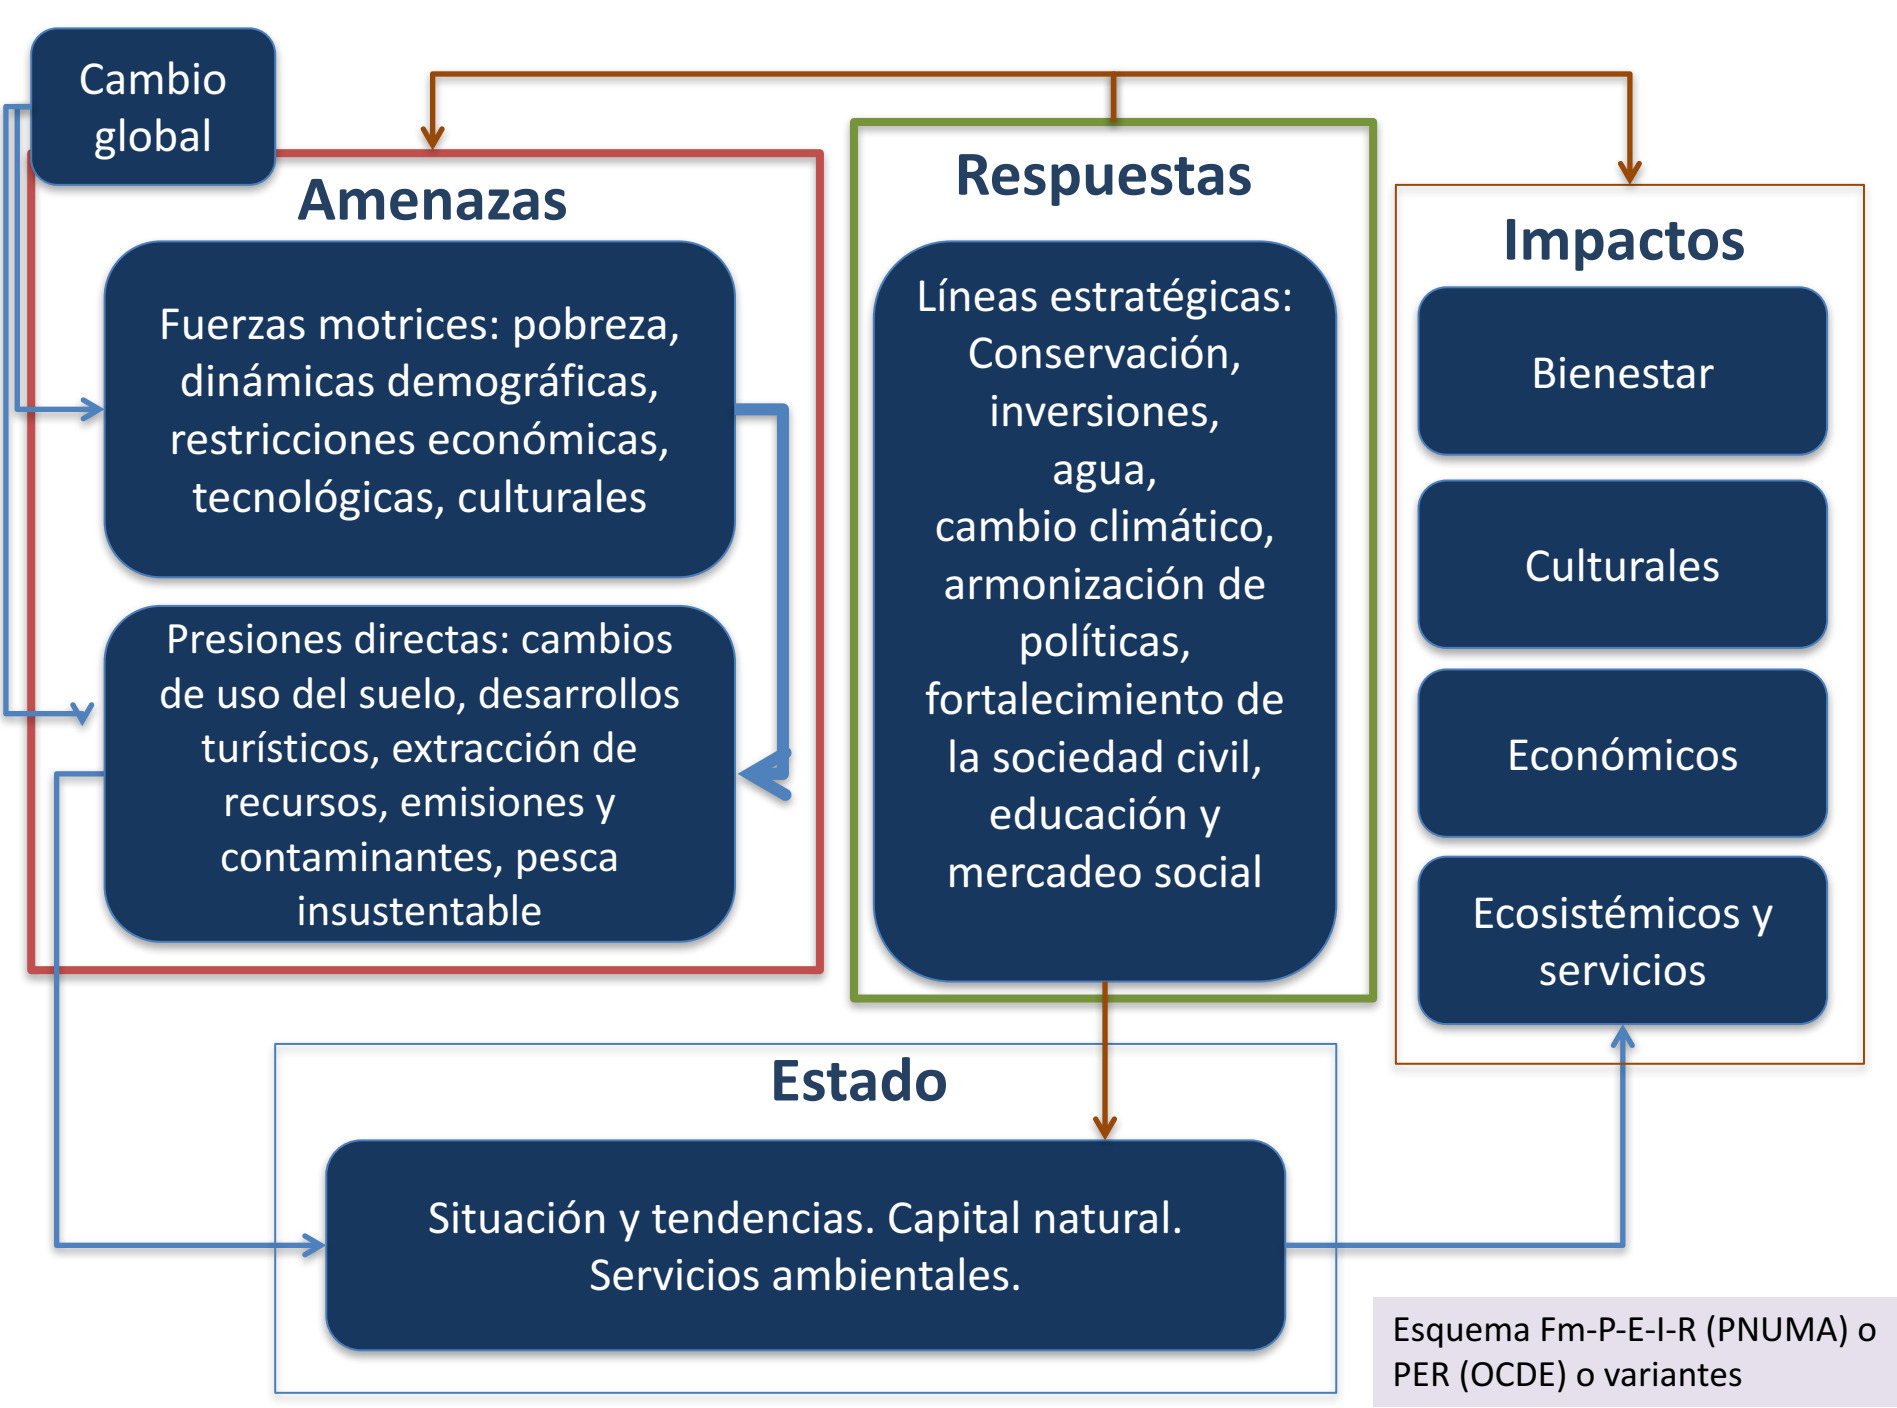 Cambio
global
Amenazas
Fuerzas motrices: pobreza,
dinámicas demográficas,
restricciones económicas,
tecnológicas, culturales
Presiones directas: cambios
de uso del suelo, desarrollos
turísticos, extracción de
recursos, emisiones y
contaminantes, pesca
insustentable
Respuestas
Líneas estratégicas:
Conservación,
inversiones,
agua,
cambio climático,
armonización de
políticas,
fortalecimiento de
la sociedad civil,
educación y
mercadeo social
Impactos
Bienestar
Culturales
Económicos
Ecosistémicos y
servicios
Estado
Situación y tendencias. Capital natural.
Servicios ambientales.
Esquema Fm-P-E-I-R (PNUMA) o
PER (OCDE) o variantes